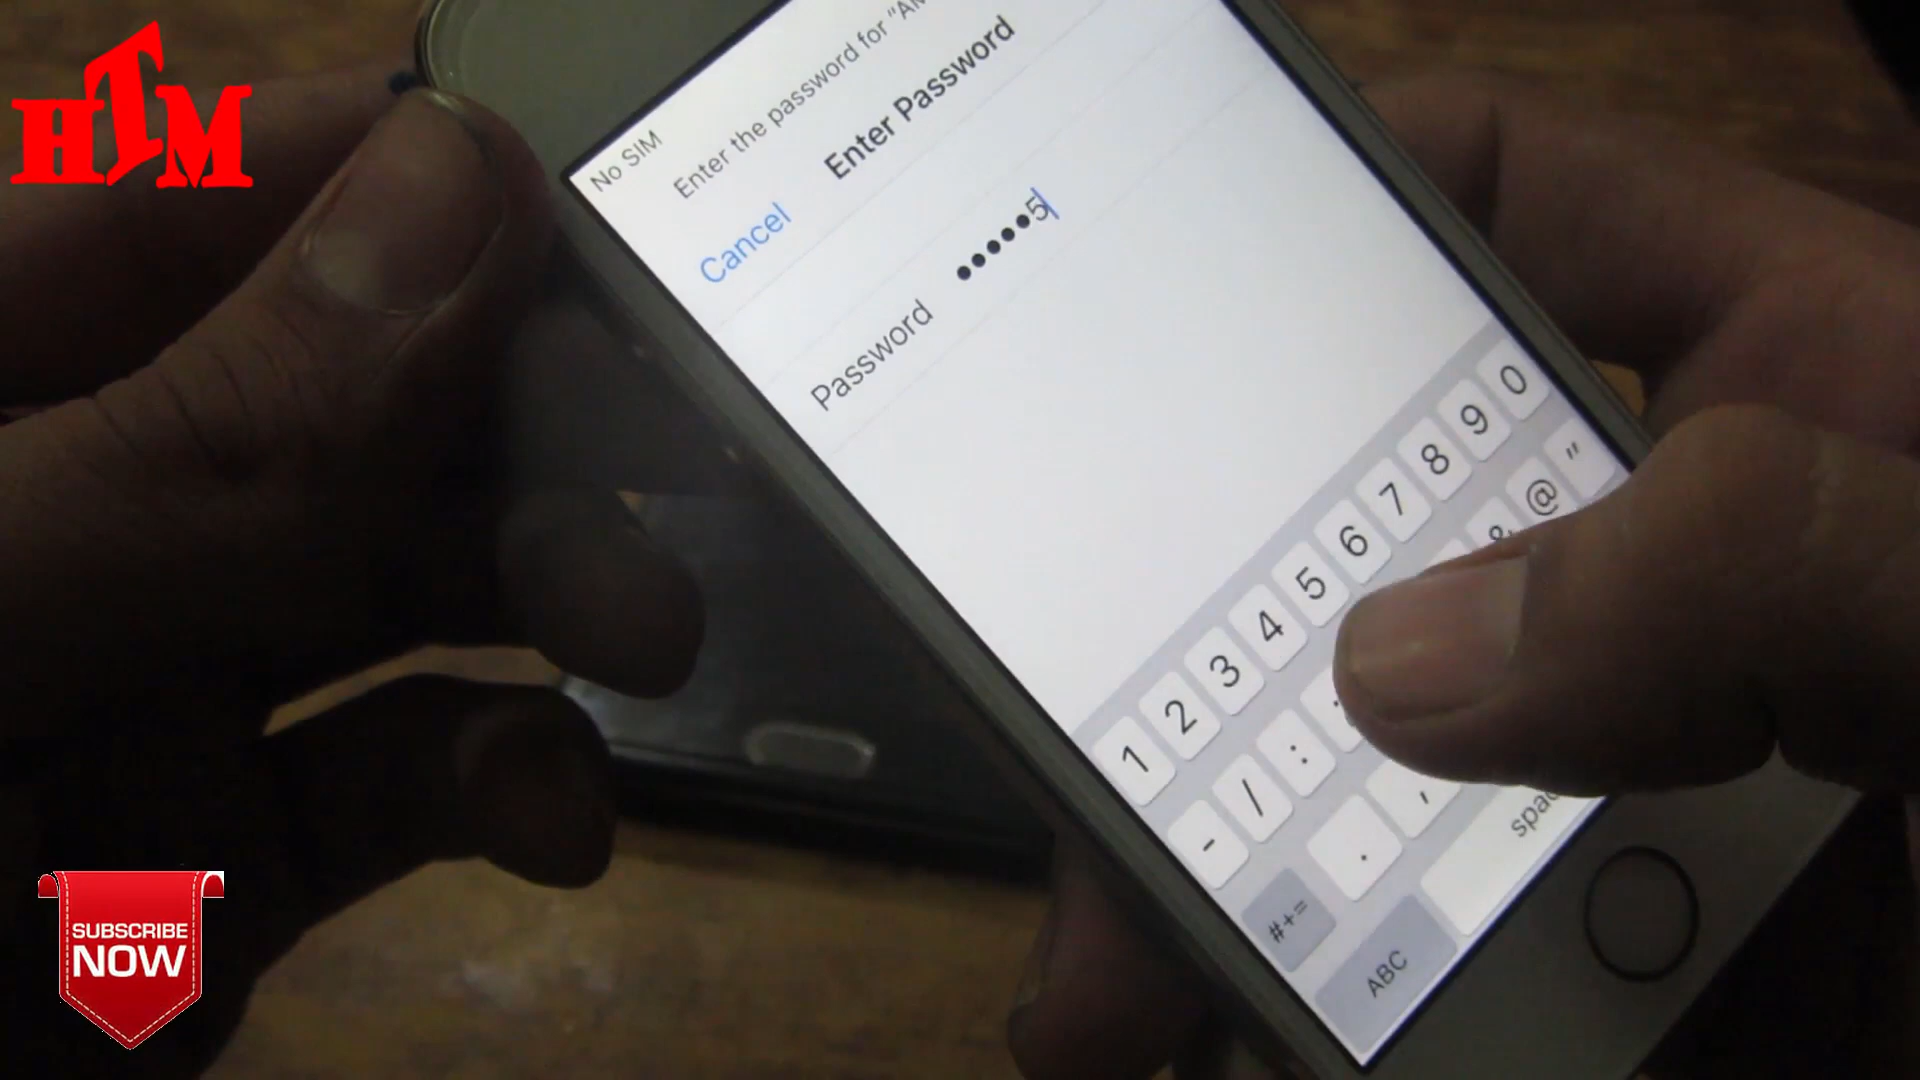 HTM
No SIM
Enter the password for “
Cancel
Enter Password
Password •••••5
1 2 3 4 5 6 7 8 9 0
- / : & @ "
#+= . ,
ABC
SUBSCRIBE
NOW